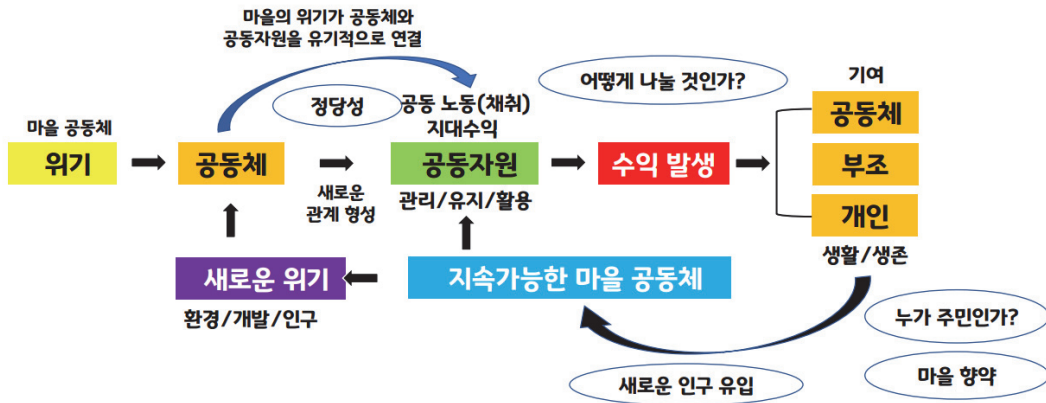 마을의 위기가 공동체와
공동자원을 유기적으로 연결
어떻게 나눌 것인가?
기여
정당성
공동 노동(채취)
지대수익
공동체
마을 공동체
위기
공동체
공동자원
수익 발생
부조
새로운
관계 형성
관리/유지/활용
개인
생활/생존
새로운 위기
지속가능한 마을 공동체
환경/개발/인구
누가 주민인가?
새로운 인구 유입
마을 향약